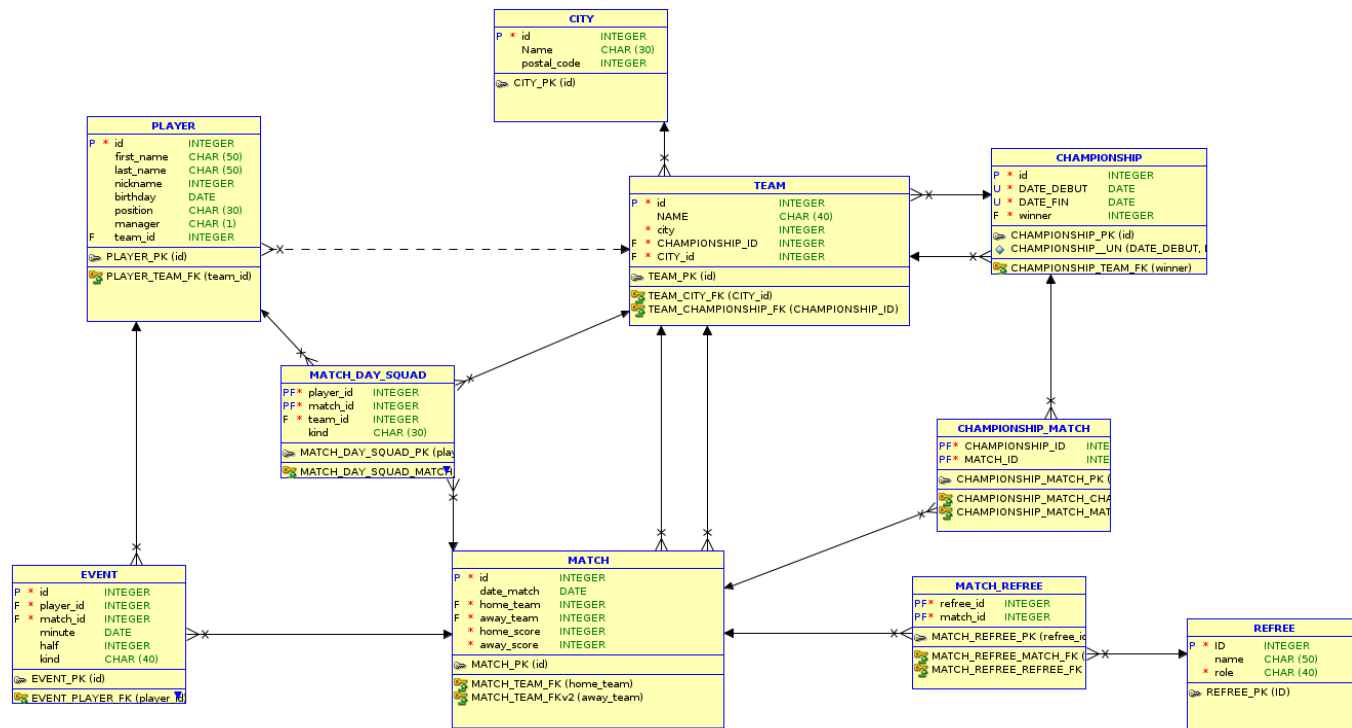 CITY
P * id INTEGER
Name CHAR (30)
postal_code INTEGER
CITY_PK (id)
PLAYER
P * id INTEGER
first_name CHAR (50)
last_name CHAR (50)
nickname INTEGER
birthday DATE
position CHAR (30)
manager CHAR (1)
F team_id INTEGER
PLAYER_PK (id)
PLAYER_TEAM_FK (team_id)
TEAM
P * id INTEGER
NAME CHAR (40)
* city INTEGER
F * CHAMPIONSHIP_ID INTEGER
F * CITY_id INTEGER
TEAM_PK (id)
TEAM_CITY_FK (CITY_id)
TEAM_CHAMPIONSHIP_FK (CHAMPIONSHIP_ID)
CHAMPIONSHIP
P * id INTEGER
U * DATE_DEBUT DATE
U * DATE_FIN DATE
F * winner INTEGER
CHAMPIONSHIP_PK (id)
CHAMPIONSHIP__UN (DATE_DEBUT,
CHAMPIONSHIP_TEAM_FK (winner)
MATCH_DAY_SQUAD
PF* player_id INTEGER
PF* match_id INTEGER
F * team_id INTEGER
kind CHAR (30)
MATCH_DAY_SQUAD_PK (play
MATCH_DAY_SQUAD_MATCH
CHAMPIONSHIP_MATCH
PF* CHAMPIONSHIP_ID INTE
PF* MATCH_ID INTE
CHAMPIONSHIP_MATCH_PK (
CHAMPIONSHIP_MATCH_CHA
CHAMPIONSHIP_MATCH_MAT
EVENT
P * id INTEGER
F * player_id INTEGER
F * match_id INTEGER
minute DATE
half INTEGER
kind CHAR (40)
EVENT_PK (id)
EVENT_PLAYER_FK (player_id)
MATCH
P * id INTEGER
date_match DATE
F * home_team INTEGER
F * away_team INTEGER
* home_score INTEGER
* away_score INTEGER
MATCH_PK (id)
MATCH_TEAM_FK (home_team)
MATCH_TEAM_FKv2 (away_team)
MATCH_REFREE
PF* refree_id INTEGER
PF* match_id INTEGER
MATCH_REFREE_PK (refree_id
MATCH_REFREE_MATCH_FK (
MATCH_REFREE_REFREE_FK
REFREE
P * ID INTEGER
name CHAR (50)
* role CHAR (40)
REFREE_PK (ID)